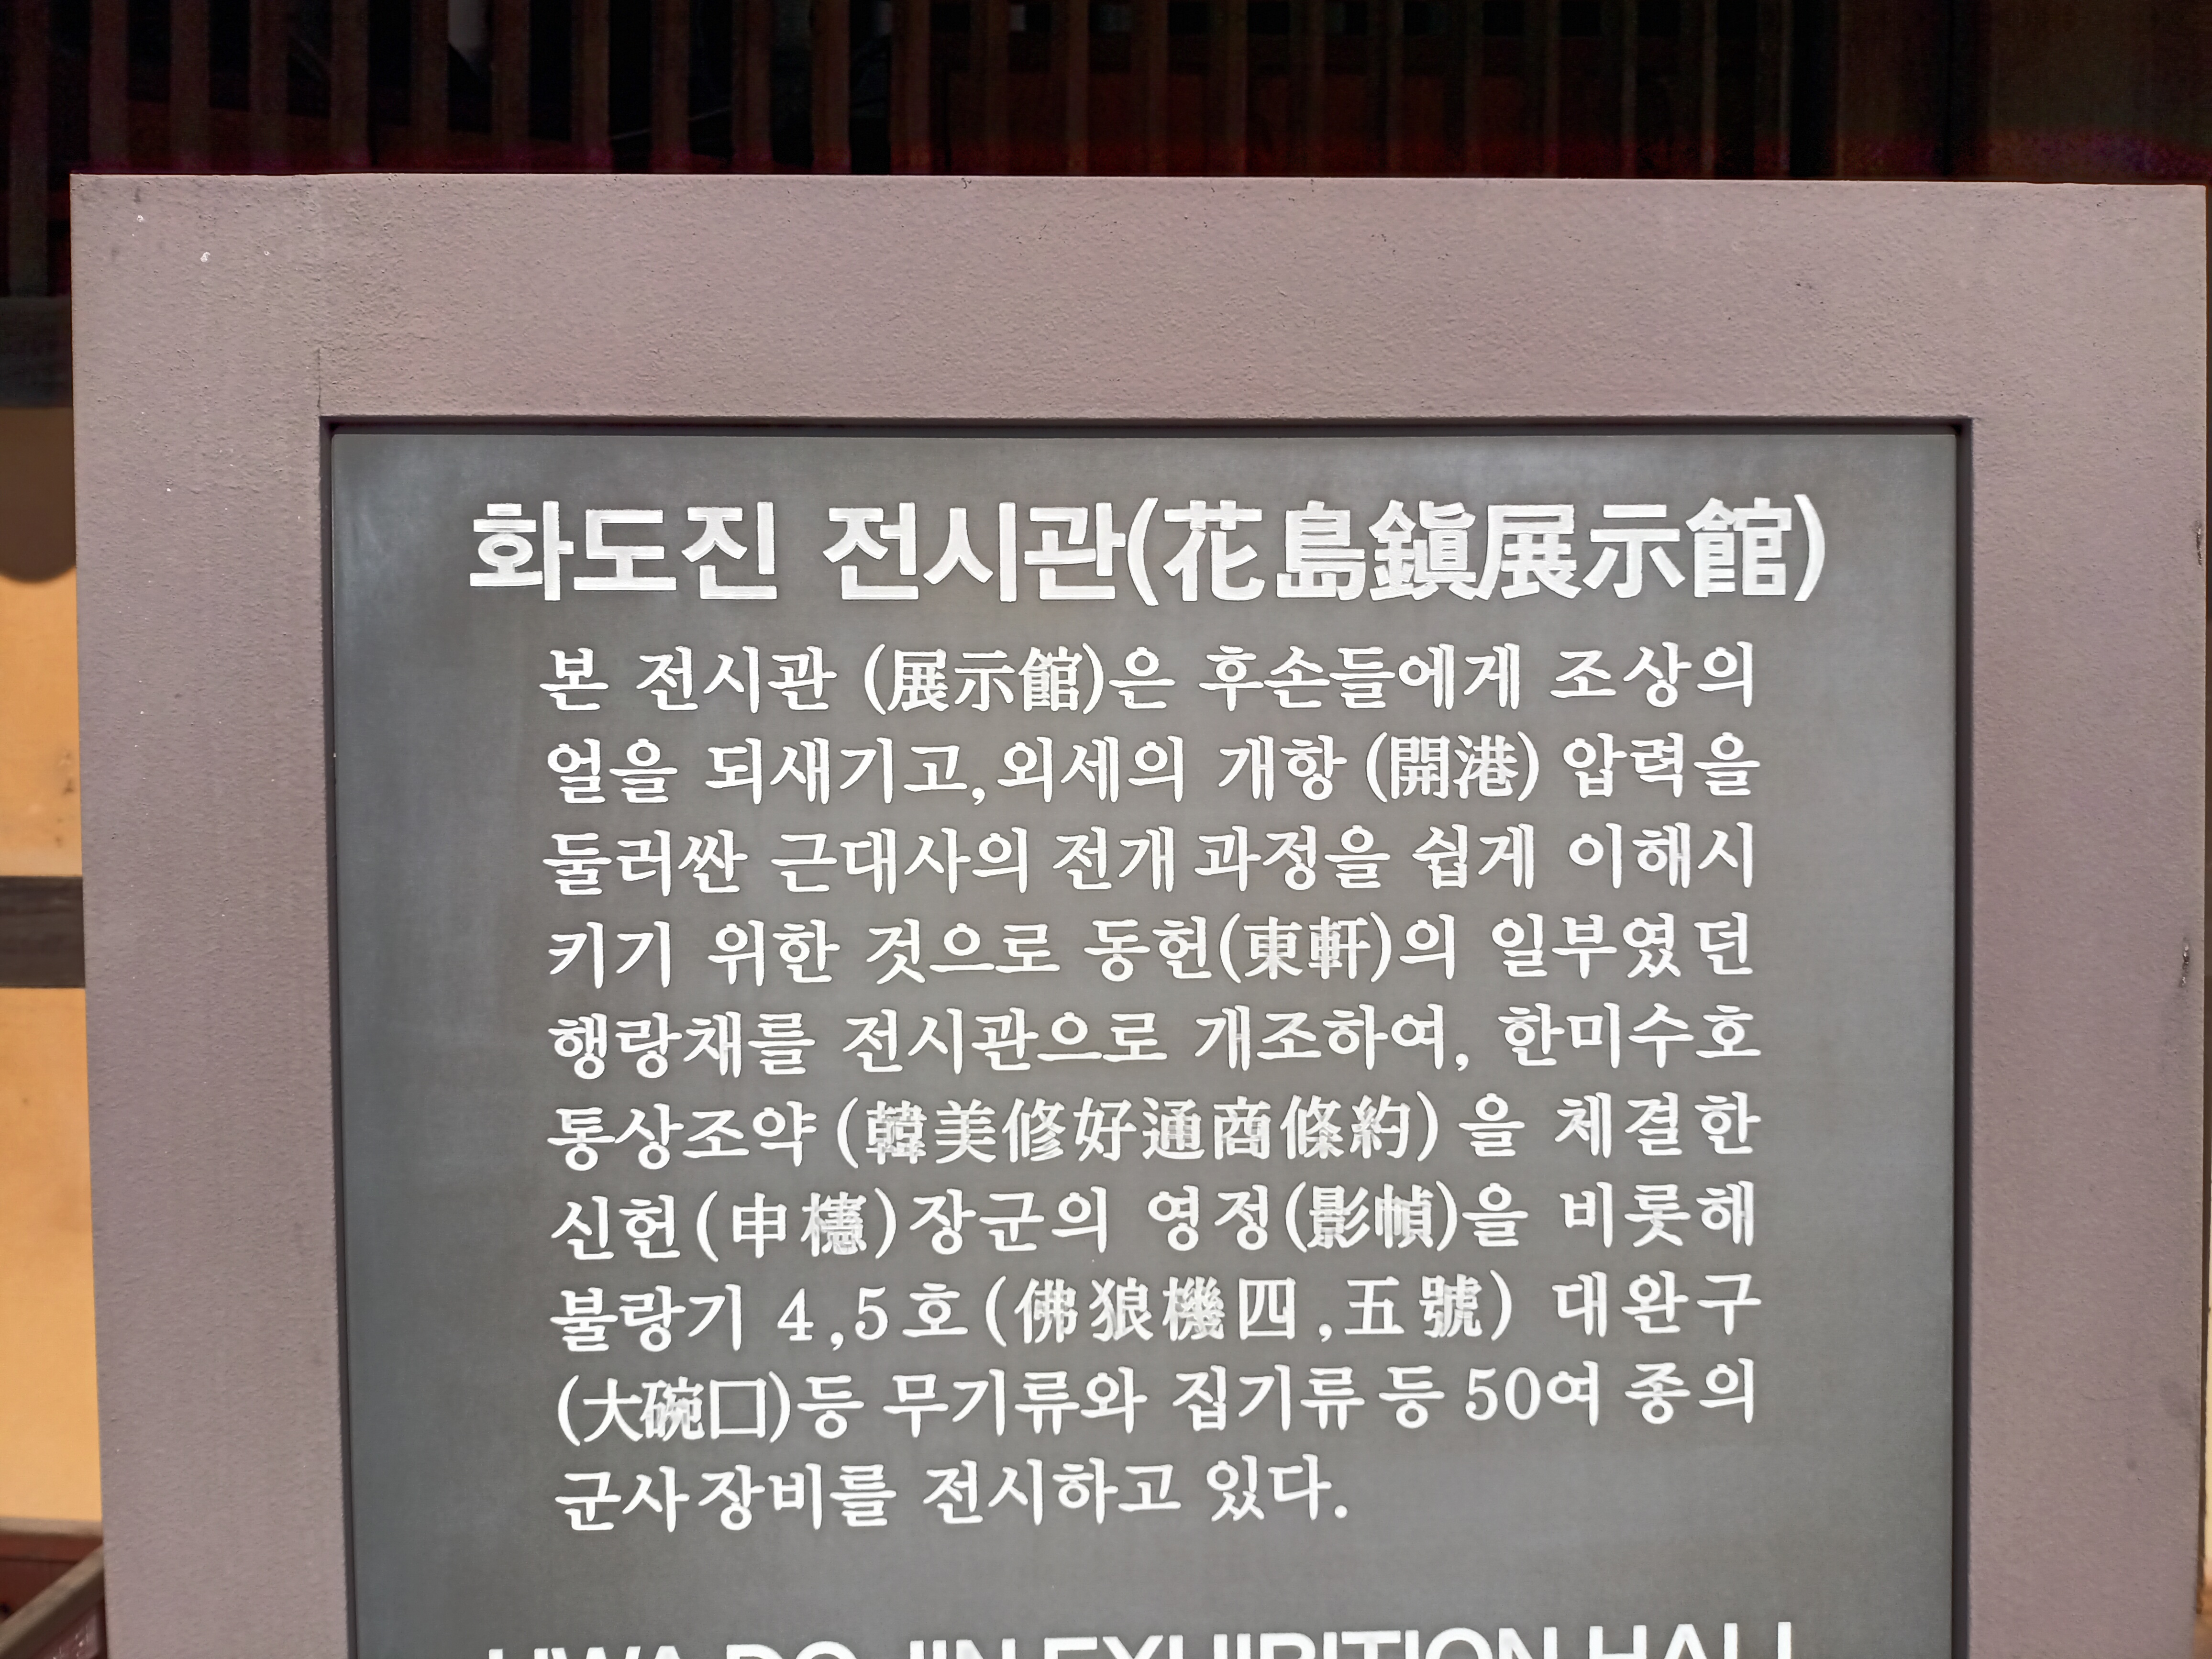 화도진 전시관(花島鎭展示館)
본 전시관 (展示館)은 후손들에게 조상의
얼을 되새기고, 외세의 개항 (開港) 압력을
둘러싼 근대사의 전개 과정을 쉽게 이해시
키기 위한 것으로 동헌(東軒)의 일부였던
행랑채를 전시관으로 개조하여, 한미수호
통상조약 (韓美修好通商條約) 을 체결한
신헌(申櫶)장군의 영정(影幀)을 비롯해
불랑기 4,5호(佛狼機四,五號) 대완구
(大碗口)등 무기류와 집기류 등 50여 종의
군사장비를 전시하고 있다.
HWA DO JIN EXHIBITION HALL